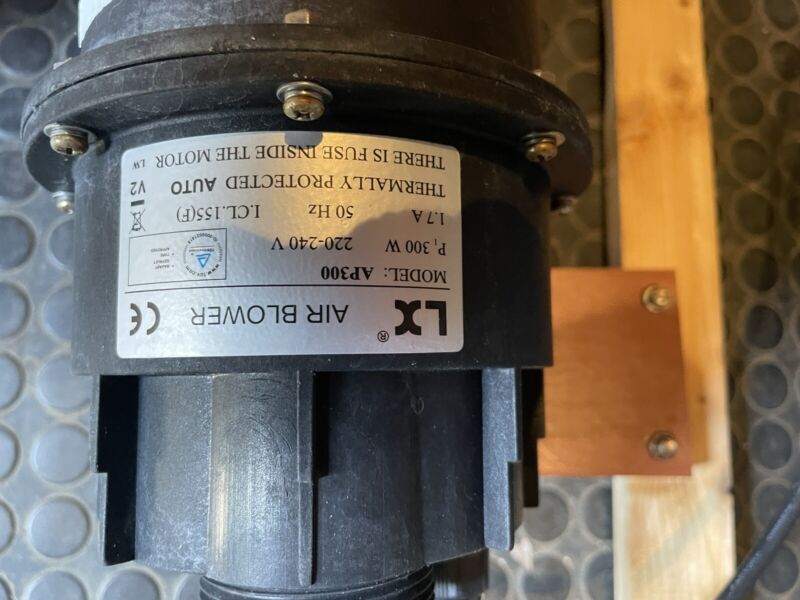 LX® AIR BLOWER CE
MODEL: AP300
P₁ 300 W 220-240 V
1.7 A 50 Hz I.CL.155(F)
THERMALLY PROTECTED AUTO V2
THERE IS FUSE INSIDE THE MOTOR LW